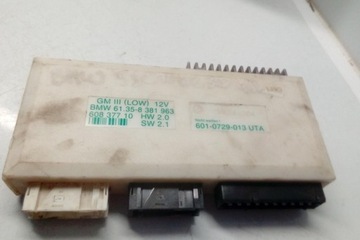 GM III (LOW) 12V
BMW 61.35-8 381 963
608 377 10 HW 2.0
SW 2.1
601-0729-013 UTA